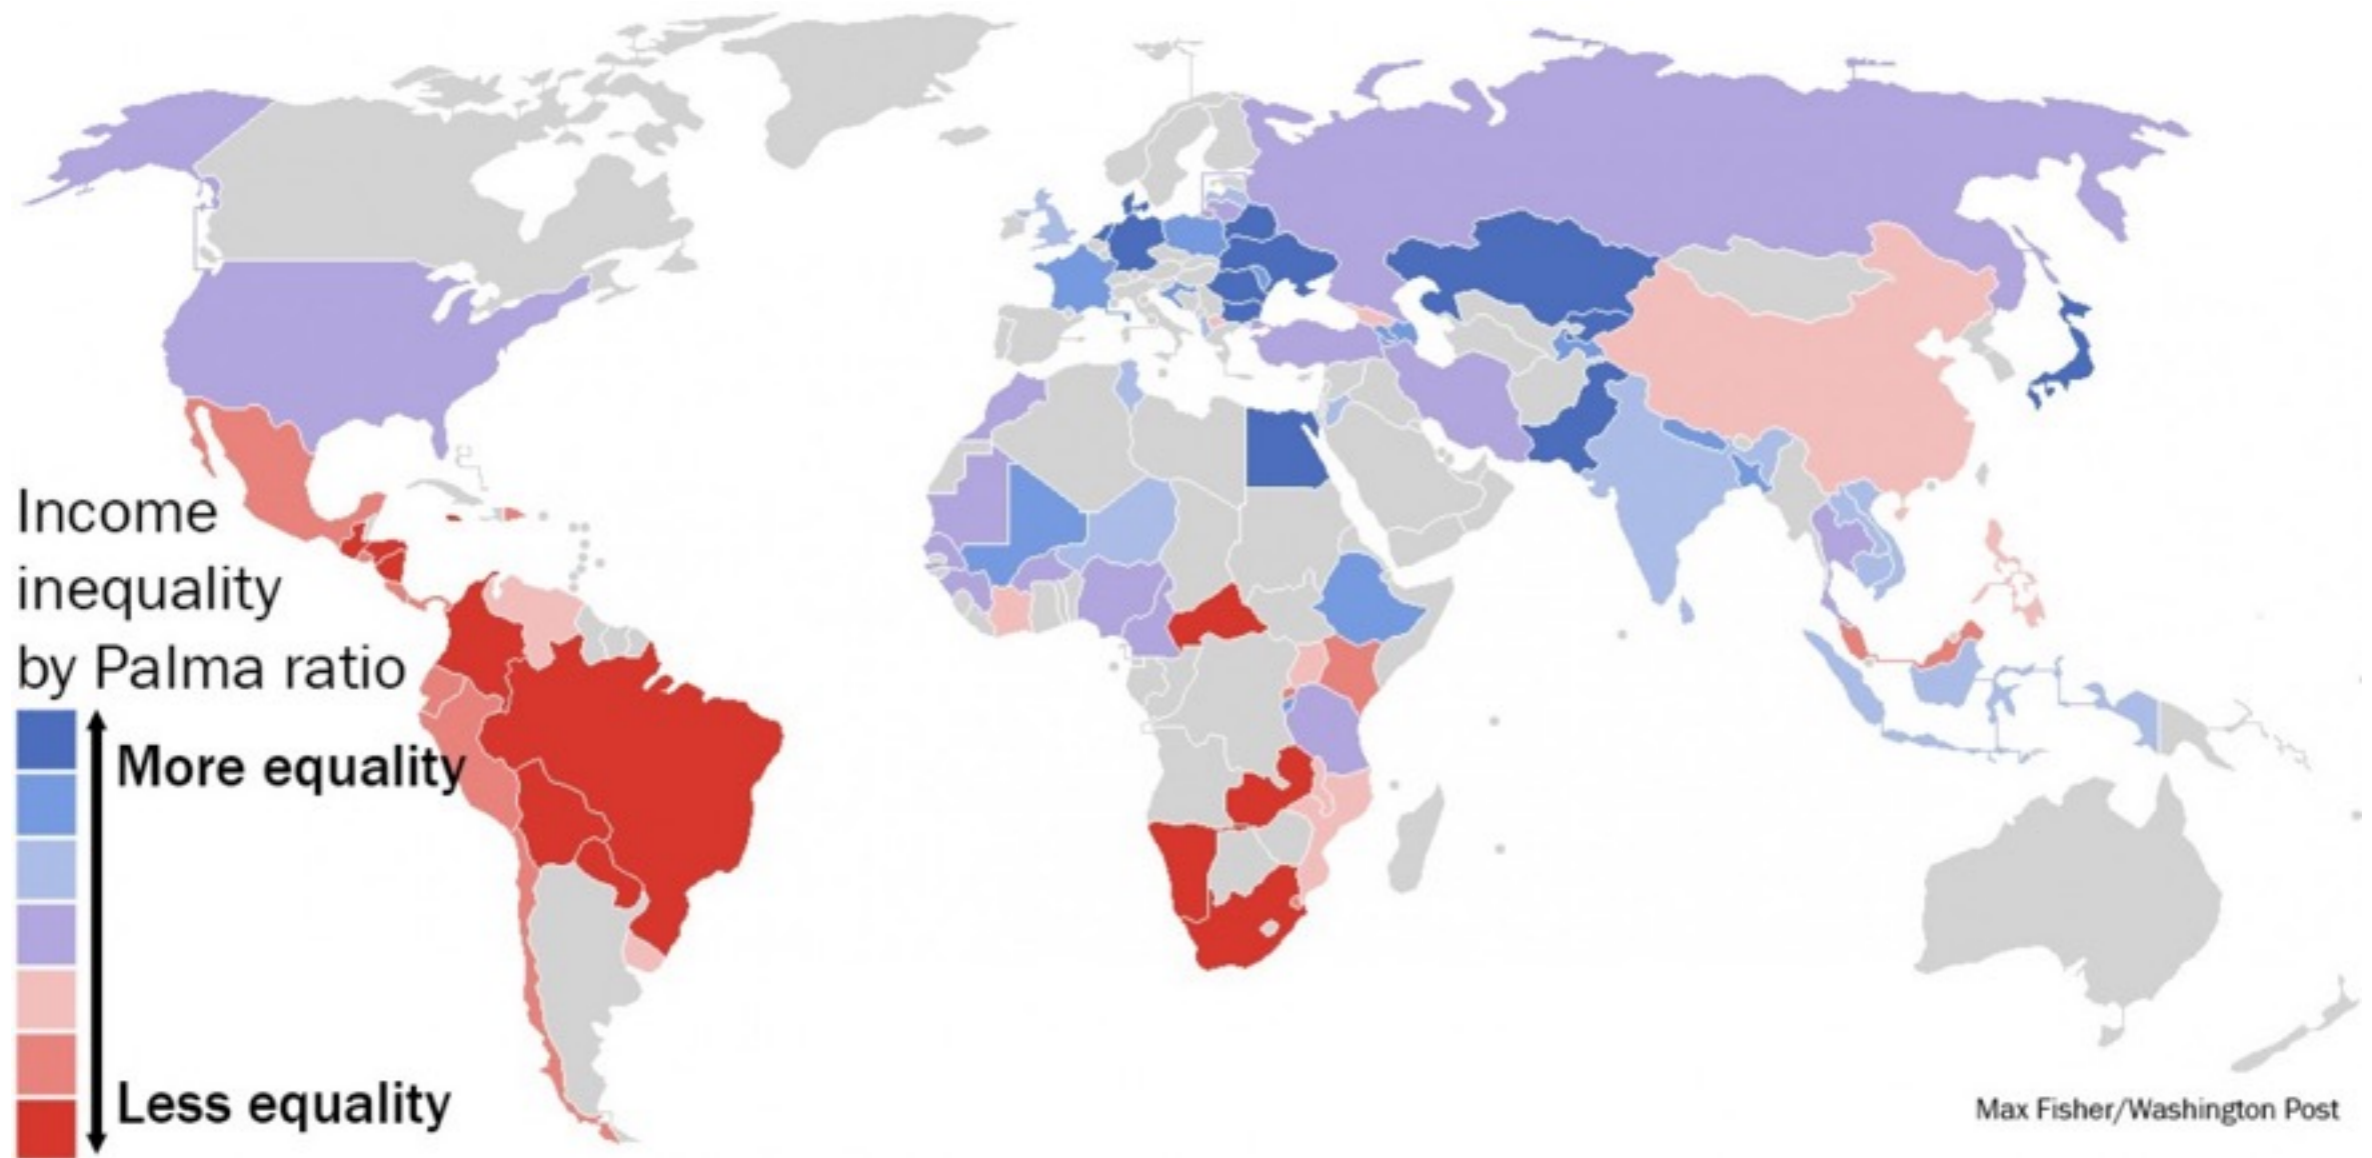 Income
inequality
by Palma ratio
More equality
Less equality
Max Fisher/Washington Post